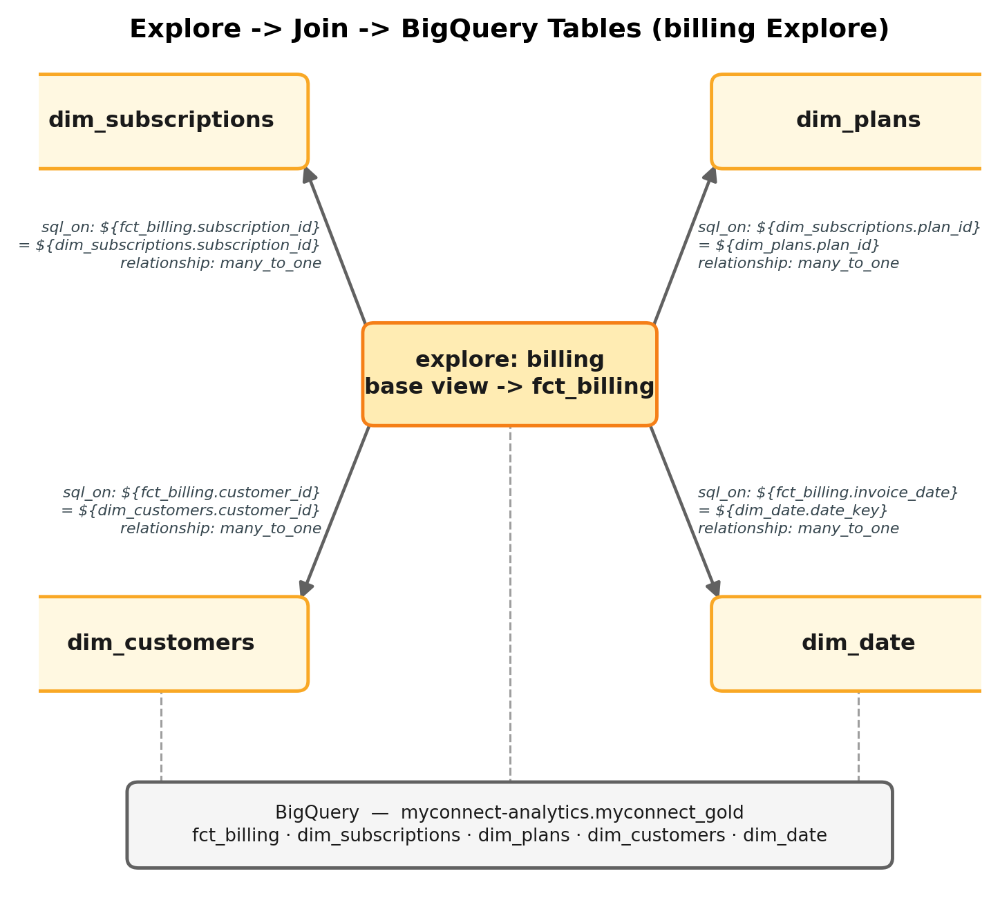 Explore -> Join -> BigQuery Tables (billing Explore)
dim_subscriptions
dim_plans
sql_on: ${fct_billing.subscription_id}
= ${dim_subscriptions.subscription_id}
relationship: many_to_one
sql_on: ${dim_subscriptions.plan_id}
= ${dim_plans.plan_id}
relationship: many_to_one
explore: billing
base view -> fct_billing
sql_on: ${fct_billing.customer_id}
= ${dim_customers.customer_id}
relationship: many_to_one
sql_on: ${fct_billing.invoice_date}
= ${dim_date.date_key}
relationship: many_to_one
dim_customers
dim_date
BigQuery — myconnect-analytics.myconnect_gold
fct_billing · dim_subscriptions · dim_plans · dim_customers · dim_date